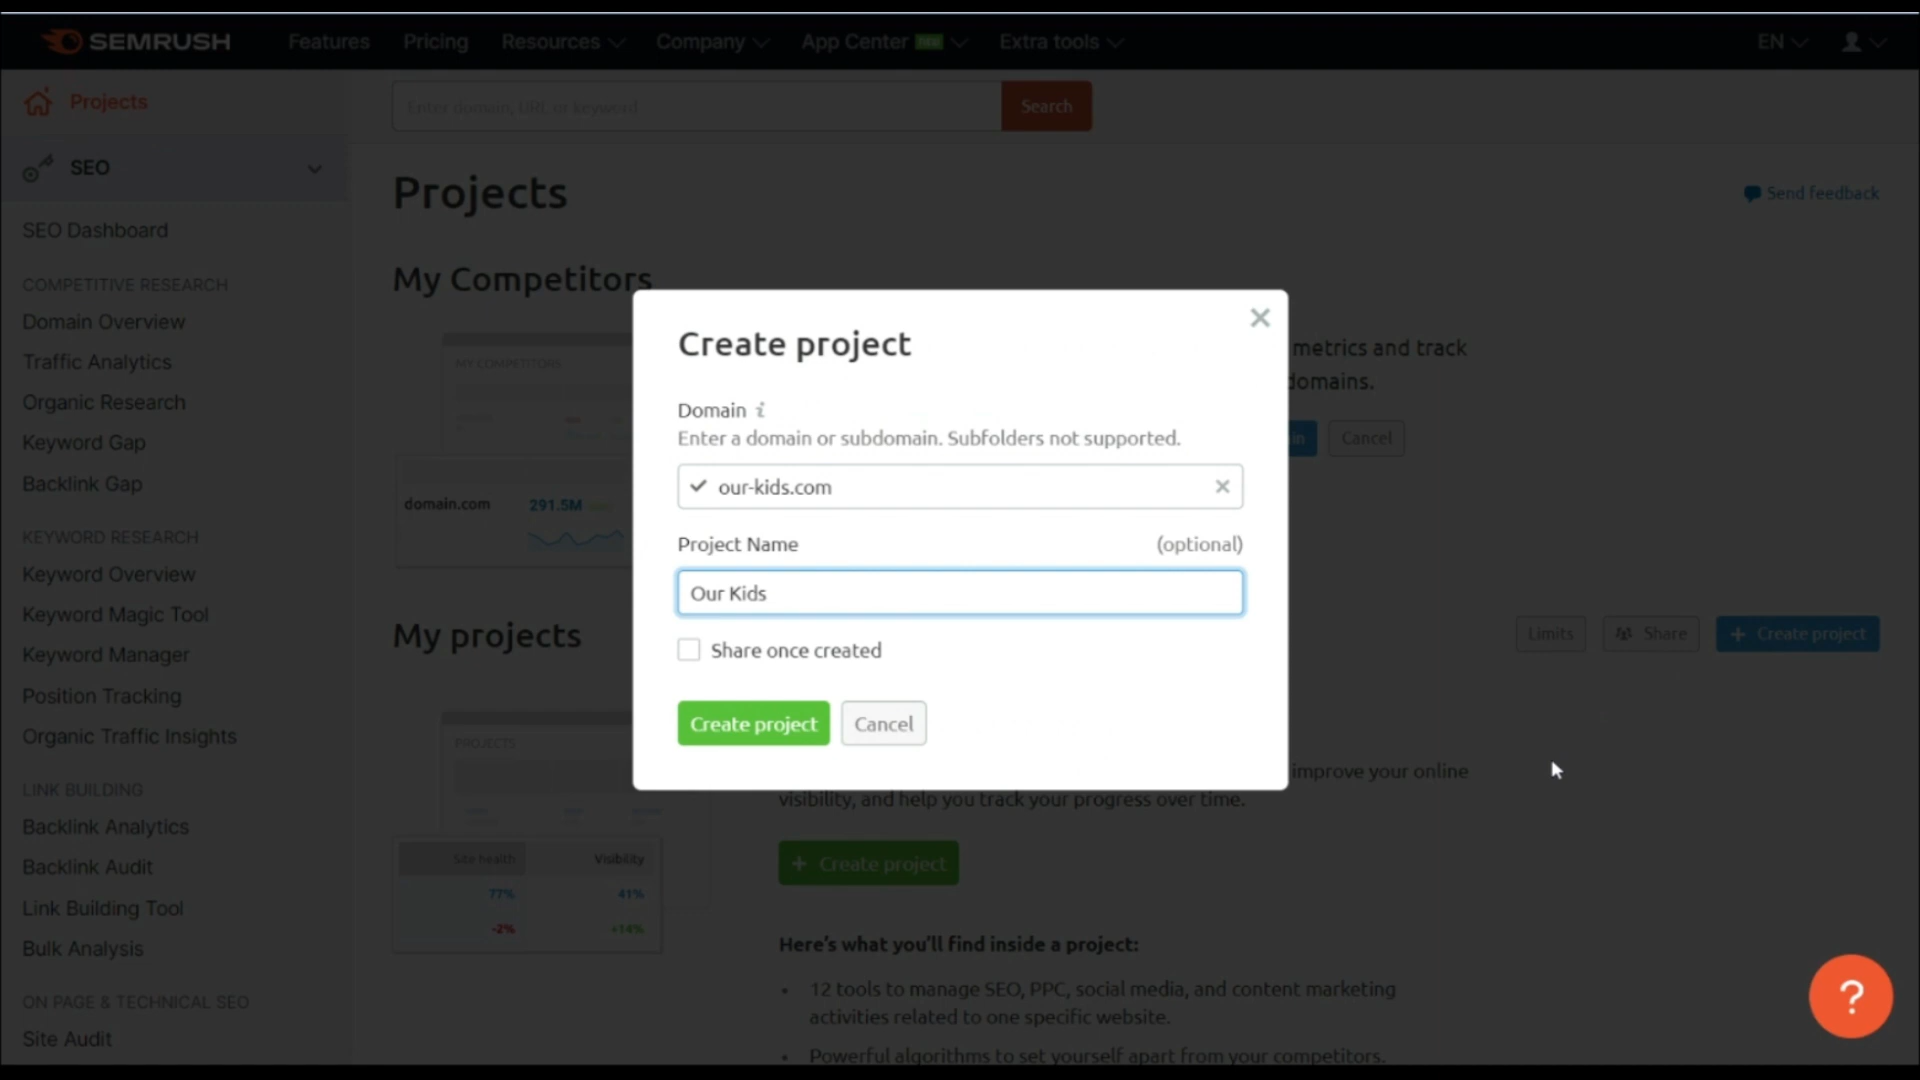 SEMRUSH
Features
Pricing
Resources
Company
App Center
new
Extra tools
EN
Projects
Enter domain, URL or keyword
Search
SEO
SEO Dashboard
COMPETITIVE RESEARCH
Domain Overview
Traffic Analytics
Organic Research
Keyword Gap
Backlink Gap
KEYWORD RESEARCH
Keyword Overview
Keyword Magic Tool
Keyword Manager
Position Tracking
Organic Traffic Insights
LINK BUILDING
Backlink Analytics
Backlink Audit
Link Building Tool
Bulk Analysis
ON PAGE & TECHNICAL SEO
Site Audit
Projects
Send feedback
My Competitors
MY COMPETITORS
domain.com
291.5M
metrics and track
domains.
in
Cancel
Create project
Domain i
Enter a domain or subdomain. Subfolders not supported.
our-kids.com
Project Name
(optional)
Our Kids
Share once created
Create project
Cancel
My projects
Limits
Share
+ Create project
PROJECTS
Site health
Visibility
77%
41%
-2%
+14%
improve your online
visibility, and help you track your progress over time.
+ Create project
Here's what you'll find inside a project:
• 12 tools to manage SEO, PPC, social media, and content marketing
activities related to one specific website.
• Powerful algorithms to set yourself apart from your competitors.
?